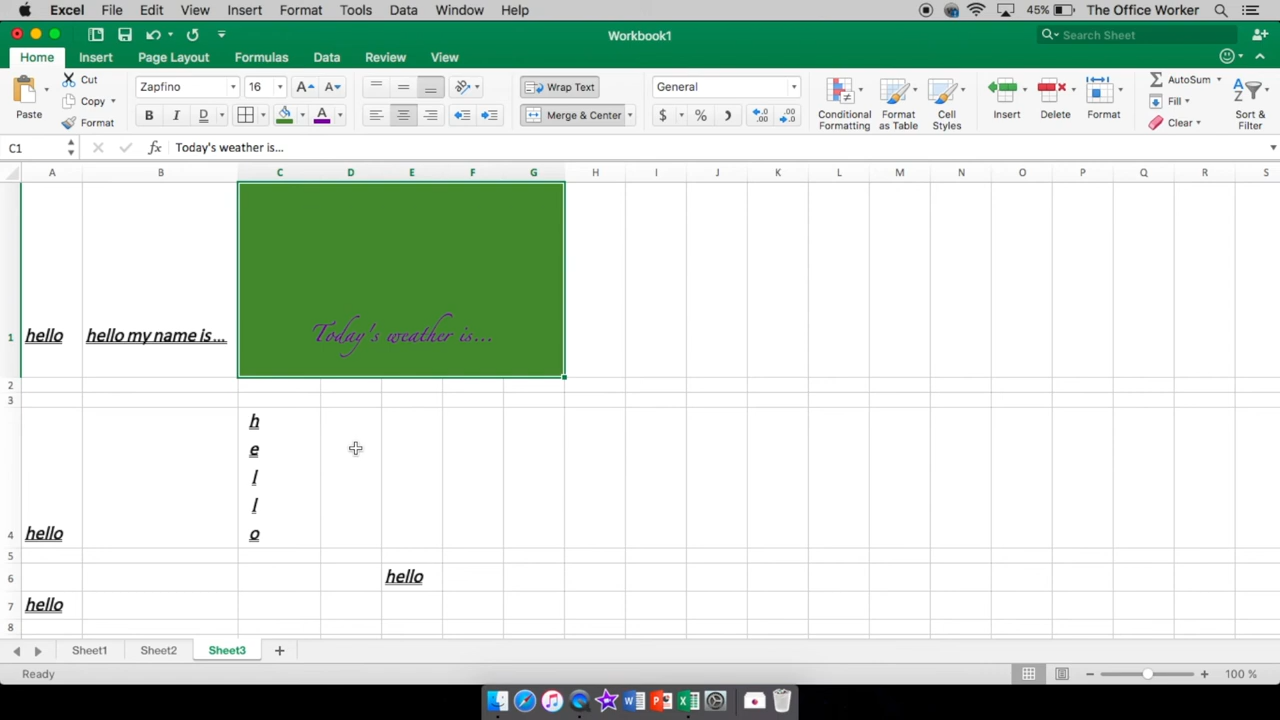 Excel File Edit View Insert Format Tools Data Window Help 45% The Office Worker
Workbook1
Search Sheet
Home Insert Page Layout Formulas Data Review View
Cut
Copy
Format
Paste
Zapfino 16 A A
B I D A
Wrap Text
Merge & Center
General
$ % .0 .00 .00 .0
Conditional Formatting
Format as Table
Cell Styles
Insert
Delete
Format
AutoSum
Fill
Clear
Sort & Filter
C1 fx Today's weather is...
A B C D E F G H I J K L M N O P Q R S
1 hello hello my name is... Today's weather is...
2
3
h
e
l
l
4 hello o
5
6 hello
7 hello
8
Sheet1 Sheet2 Sheet3 +
Ready 100 %